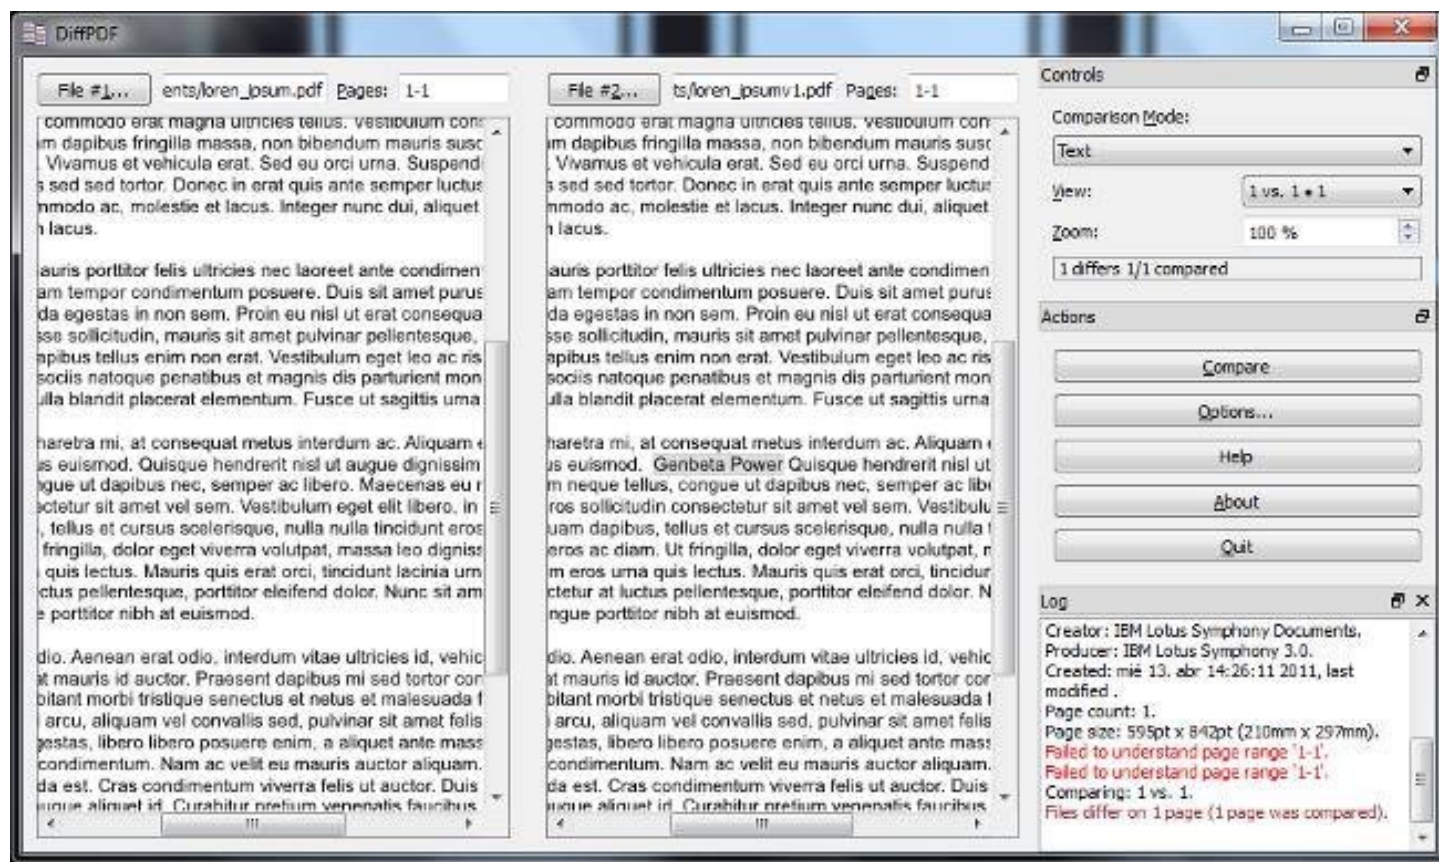 DiffPDF
File #1...
ents/loren_ipsum.pdf
Pages:
1-1
commodo erat magna ultricies tellus. Vestibulum con
m dapibus fringilla massa, non bibendum mauris susc
. Vivamus et vehicula erat. Sed eu orci urna. Suspend
s sed sed tortor. Donec in erat quis ante semper luctus
mmodo ac, molestie et lacus. Integer nunc dui, aliquet
n lacus.
auris porttitor felis ultricies nec laoreet ante condimen
am tempor condimentum posuere. Duis sit amet purus
da egestas in non sem. Proin eu nisl ut erat consequa
sse sollicitudin, mauris sit amet pulvinar pellentesque,
apibus tellus enim non erat. Vestibulum eget leo ac ris
sociis natoque penatibus et magnis dis parturient mon
ulla blandit placerat elementum. Fusce ut sagittis urna
haretra mi, at consequat metus interdum ac. Aliquam
us euismod. Quisque hendrerit nisl ut augue dignissim
ngue ut dapibus nec, semper ac libero. Maecenas eu
ectetur sit amet vel sem. Vestibulum eget elit libero, in
, tellus et cursus scelerisque, nulla nulla tincidunt eros
fringilla, dolor eget viverra volutpat, massa leo digniss
quis lectus. Mauris quis erat orci, tincidunt lacinia urn
ctus pellentesque, porttitor eleifend dolor. Nunc sit am
e porttitor nibh at euismod.
dio. Aenean erat odio, interdum vitae ultricies id, vehic
at mauris id auctor. Praesent dapibus mi sed tortor con
bitant morbi tristique senectus et netus et malesuada f
arcu, aliquam vel convallis sed, pulvinar sit amet felis
gestas, libero libero posuere enim, a aliquet ante mass
condimentum. Nam ac velit eu mauris auctor aliquam.
da est. Cras condimentum viverra felis ut auctor. Duis
augue aliquet id. Curabitur pretium venenatis faucibus
File #2...
ts/loren_ipsumv1.pdf
Pages:
1-1
commodo erat magna ultricies tellus. Vestibulum con
m dapibus fringilla massa, non bibendum mauris susc
. Vivamus et vehicula erat. Sed eu orci urna. Suspend
s sed sed tortor. Donec in erat quis ante semper luctus
mmodo ac, molestie et lacus. Integer nunc dui, aliquet
n lacus.
auris porttitor felis ultricies nec laoreet ante condimen
am tempor condimentum posuere. Duis sit amet purus
da egestas in non sem. Proin eu nisl ut erat consequa
sse sollicitudin, mauris sit amet pulvinar pellentesque,
apibus tellus enim non erat. Vestibulum eget leo ac ris
sociis natoque penatibus et magnis dis parturient mon
ulla blandit placerat elementum. Fusce ut sagittis urna
haretra mi, at consequat metus interdum ac. Aliquam
us euismod. Genbeta Power Quisque hendrerit nisl ut
m neque tellus, congue ut dapibus nec, semper ac libe
ros sollicitudin consectetur sit amet vel sem. Vestibulu
uam dapibus, tellus et cursus scelerisque, nulla nulla t
eros ac diam. Ut fringilla, dolor eget viverra volutpat,
m eros urna quis lectus. Mauris quis erat orci, tincidun
ctetur at luctus pellentesque, porttitor eleifend dolor. N
ngue porttitor nibh at euismod.
dio. Aenean erat odio, interdum vitae ultricies id, vehic
at mauris id auctor. Praesent dapibus mi sed tortor cor
bitant morbi tristique senectus et netus et malesuada f
arcu, aliquam vel convallis sed, pulvinar sit amet felis
gestas, libero libero posuere enim, a aliquet ante mass
condimentum. Nam ac velit eu mauris auctor aliquam.
da est. Cras condimentum viverra felis ut auctor. Duis
augue aliquet id. Curabitur pretium venenatis faucibus
Controls
Comparison Mode:
Text
View:
1 vs. 1 • 1
Zoom:
100 %
1 differs 1/1 compared
Actions
Compare
Options...
Help
About
Quit
Log
Creator: IBM Lotus Symphony Documents.
Producer: IBM Lotus Symphony 3.0.
Created: mié 13. abr 14:26:11 2011, last
modified .
Page count: 1.
Page size: 595pt x 842pt (210mm x 297mm).
Failed to understand page range '1-1'.
Failed to understand page range '1-1'.
Comparing: 1 vs. 1.
Files differ on 1 page (1 page was compared).